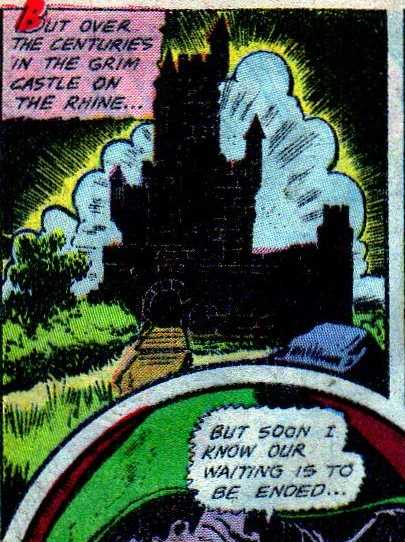 BUT OVER
THE CENTURIES
IN THE GRIM
CASTLE ON
THE RHINE...
BUT SOON I
KNOW OUR
WAITING IS TO
BE ENDED...